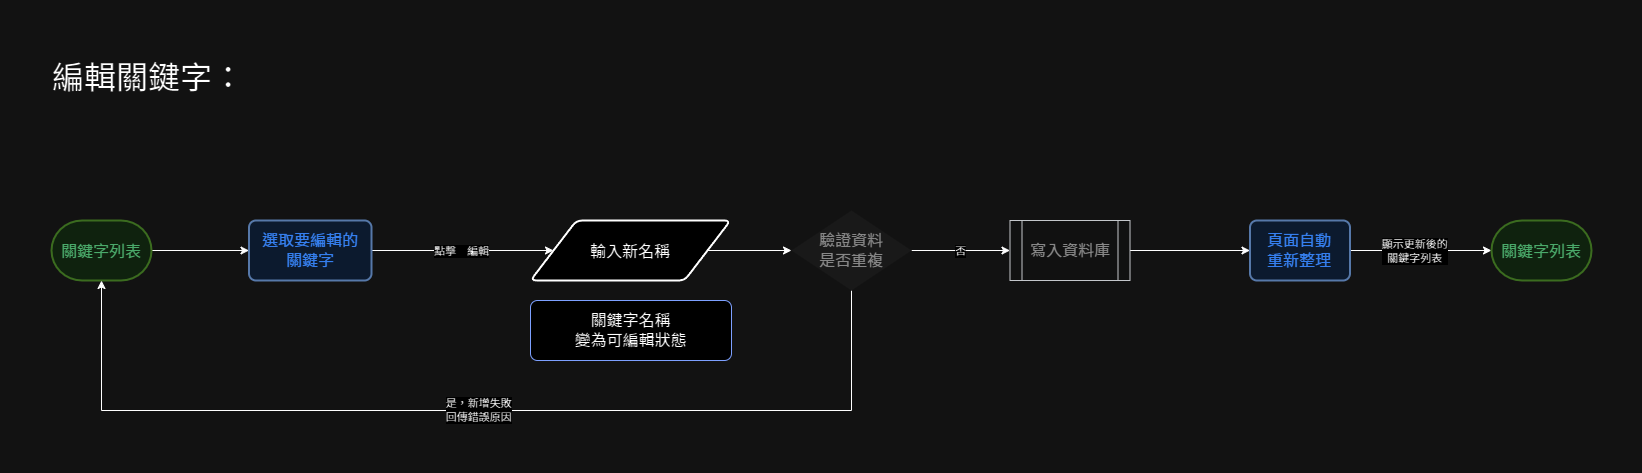 編輯關鍵字：
關鍵字列表
選取要編輯的
關鍵字
點擊　編輯
輸入新名稱
關鍵字名稱
變為可編輯狀態
驗證資料
是否重複
否
寫入資料庫
頁面自動
重新整理
顯示更新後的
關鍵字列表
關鍵字列表
是，新增失敗
回傳錯誤原因